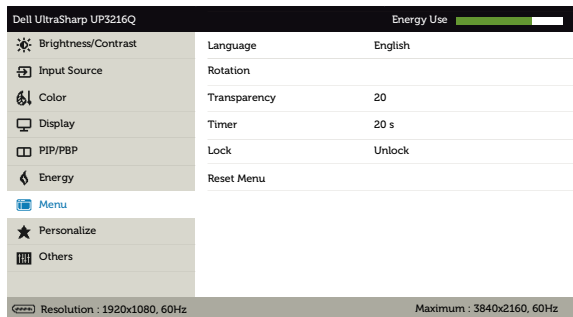 Dell UltraSharp UP3216Q Energy Use
Brightness/Contrast Language English
Input Source Rotation
Color Transparency 20
Display Timer 20 s
PIP/PBP Lock Unlock
Energy Reset Menu
Menu
Personalize
Others
Resolution : 1920x1080, 60Hz Maximum : 3840x2160, 60Hz